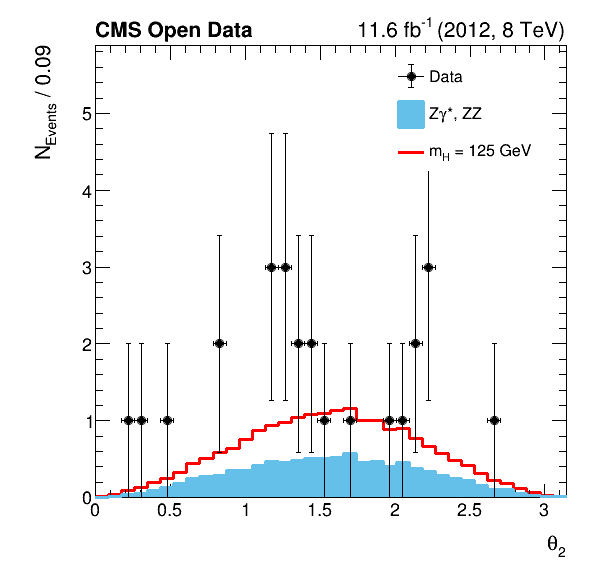 CMS Open Data 11.6 fb⁻¹ (2012, 8 TeV)
N_Events / 0.09
Data
Zγ*, ZZ
m_H = 125 GeV
5
4
3
2
1
0
0 0.5 1 1.5 2 2.5 3
θ₂